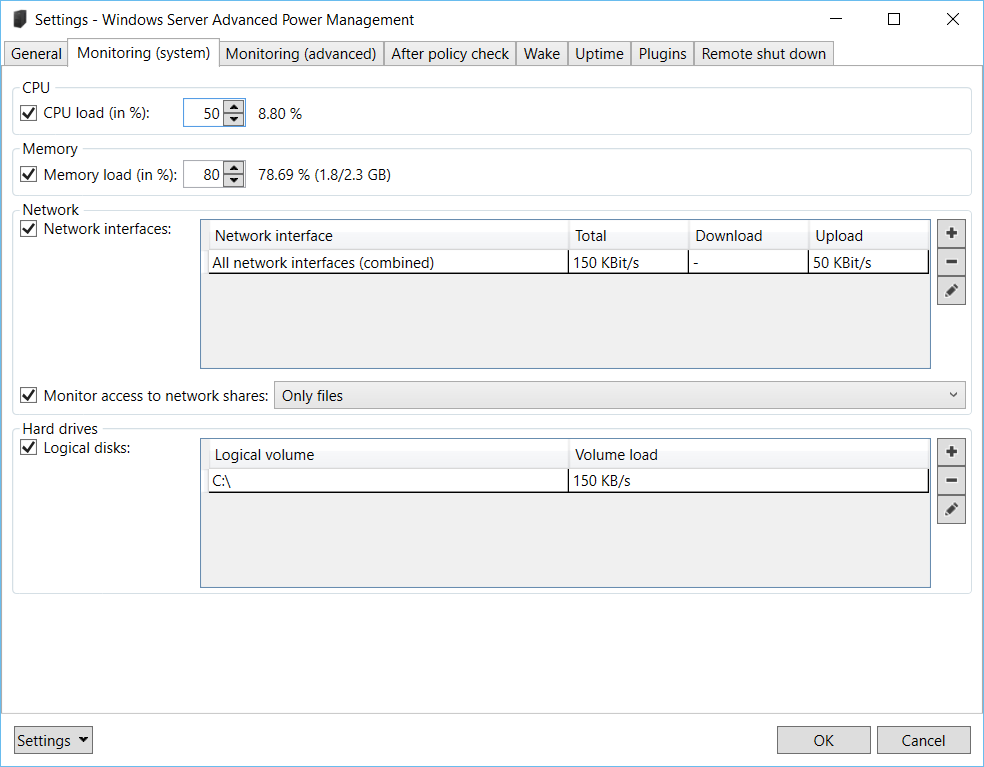 Settings - Windows Server Advanced Power Management
General Monitoring (system) Monitoring (advanced) After policy check Wake Uptime Plugins Remote shut down
CPU
CPU load (in %): 50 8.80 %
Memory
Memory load (in %): 80 78.69 % (1.8/2.3 GB)
Network
Network interfaces:
Network interface Total Download Upload
All network interfaces (combined) 150 KBit/s - 50 KBit/s
Monitor access to network shares: Only files
Hard drives
Logical disks:
Logical volume Volume load
C:\ 150 KB/s
Settings OK Cancel